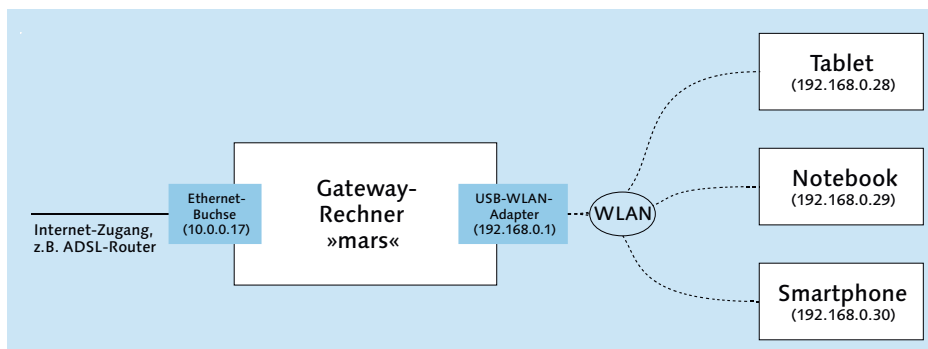 Internet-Zugang,
z.B. ADSL-Router
Ethernet-
Buchse
(10.0.0.17)
Gateway-
Rechner
»mars«
USB-WLAN-
Adapter
(192.168.0.1)
WLAN
Tablet
(192.168.0.28)
Notebook
(192.168.0.29)
Smartphone
(192.168.0.30)